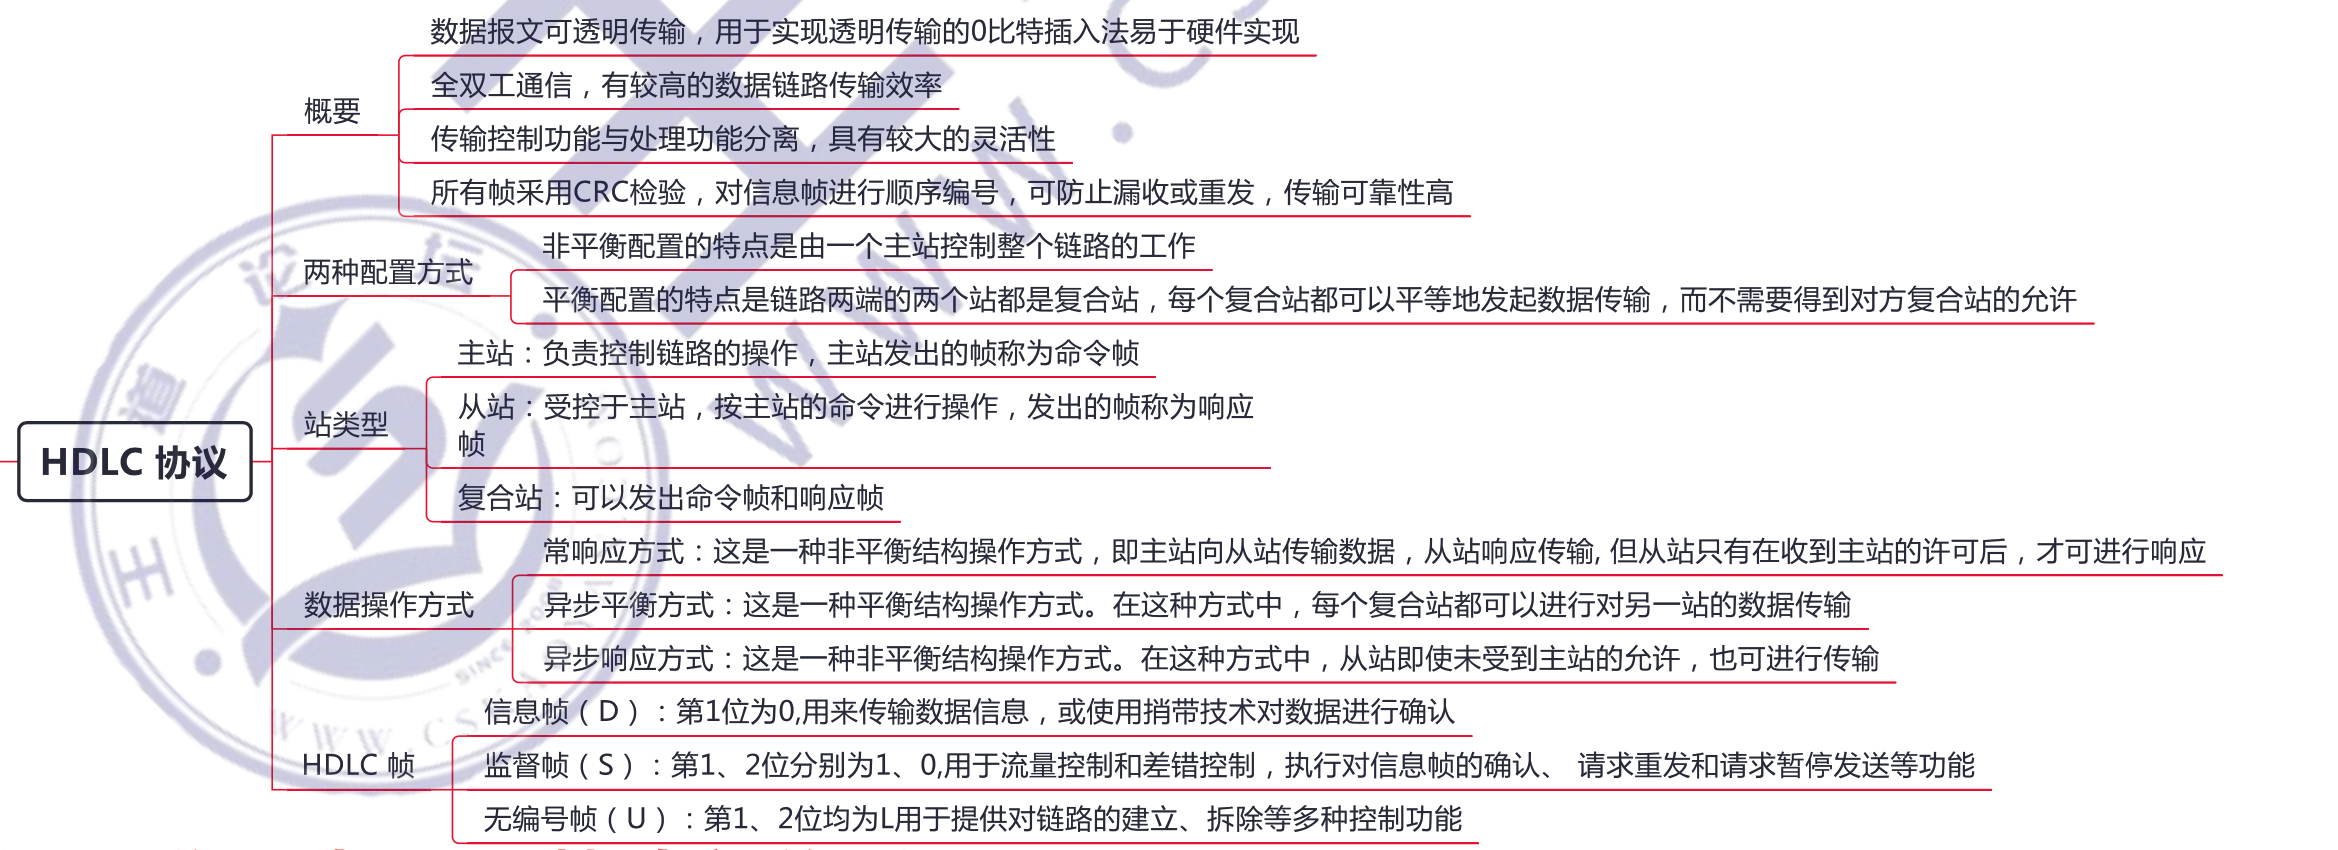 数据报文可透明传输，用于实现透明传输的0比特插入法易于硬件实现
全双工通信，有较高的数据链路传输效率
概要
传输控制功能与处理功能分离，具有较大的灵活性
所有帧采用CRC检验，对信息帧进行顺序编号，可防止漏收或重发，传输可靠性高
非平衡配置的特点是由一个主站控制整个链路的工作
两种配置方式
平衡配置的特点是链路两端的两个站都是复合站，每个复合站都可以平等地发起数据传输，而不需要得到对方复合站的允许
主站：负责控制链路的操作，主站发出的帧称为命令帧
从站：受控于主站，按主站的命令进行操作，发出的帧称为响应
帧
站类型
HDLC 协议
复合站：可以发出命令帧和响应帧
常响应方式：这是一种非平衡结构操作方式，即主站向从站传输数据，从站响应传输, 但从站只有在收到主站的许可后，才可进行响应
数据操作方式
异步平衡方式：这是一种平衡结构操作方式。在这种方式中，每个复合站都可以进行对另一站的数据传输
异步响应方式：这是一种非平衡结构操作方式。在这种方式中，从站即使未受到主站的允许，也可进行传输
信息帧（D）：第1位为0,用来传输数据信息，或使用捎带技术对数据进行确认
HDLC 帧
监督帧（S）：第1、2位分别为1、0,用于流量控制和差错控制，执行对信息帧的确认、 请求重发和请求暂停发送等功能
无编号帧（U）：第1、2位均为L用于提供对链路的建立、拆除等多种控制功能
王道论坛
SINCE 2008